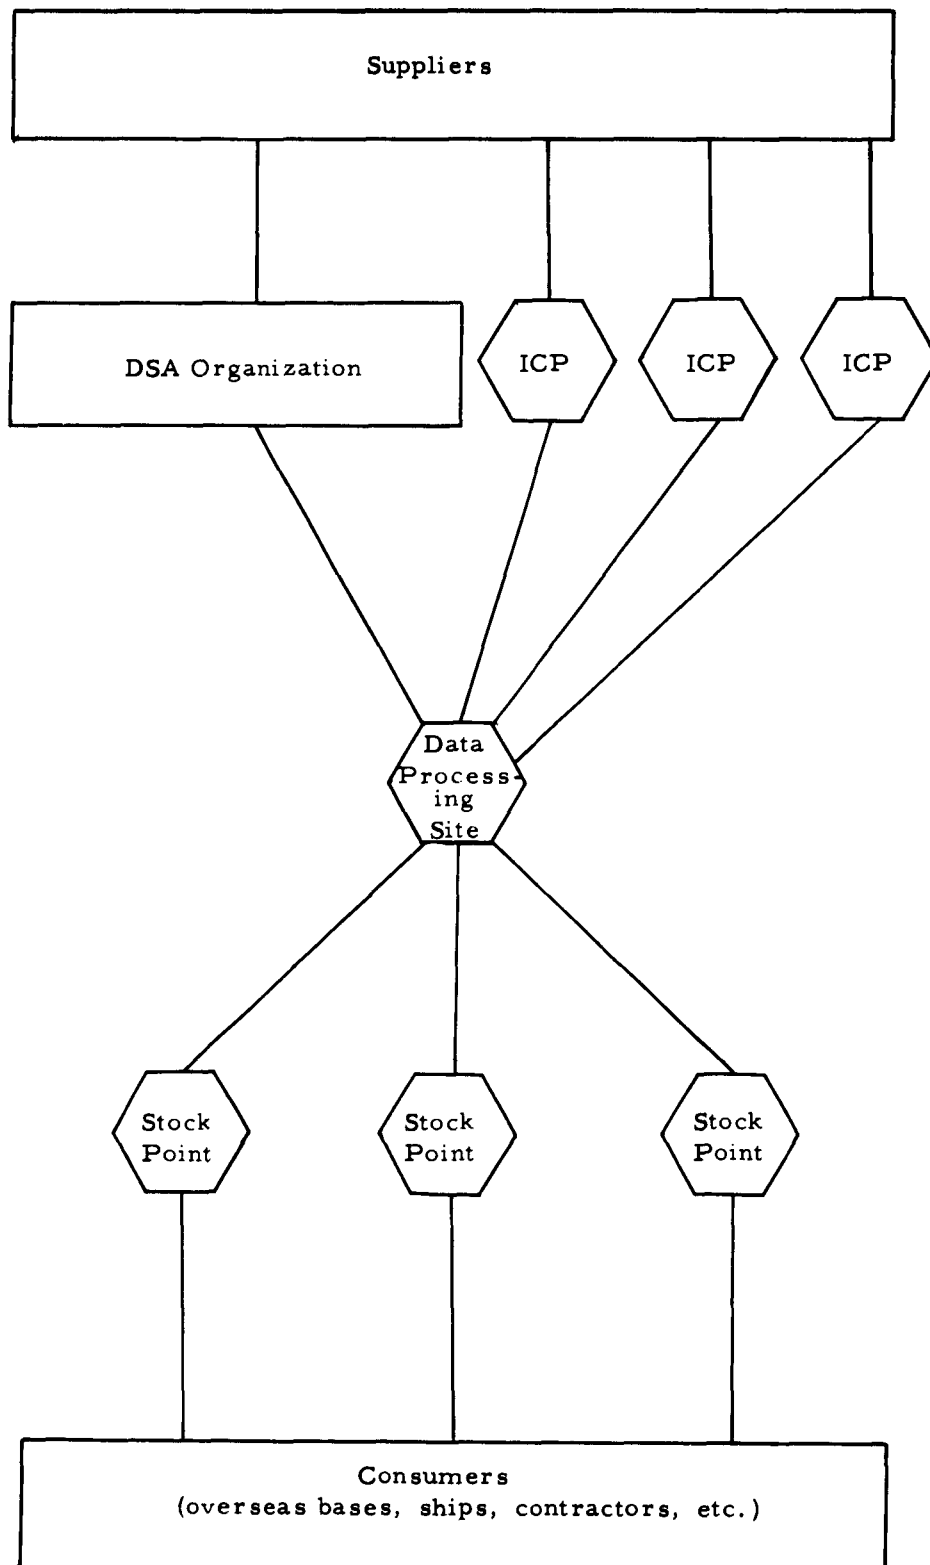 Suppliers
DSA Organization
ICP
ICP
ICP
Data
Process-
ing
Site
Stock
Point
Stock
Point
Stock
Point
Consumers
(overseas bases, ships, contractors, etc.)